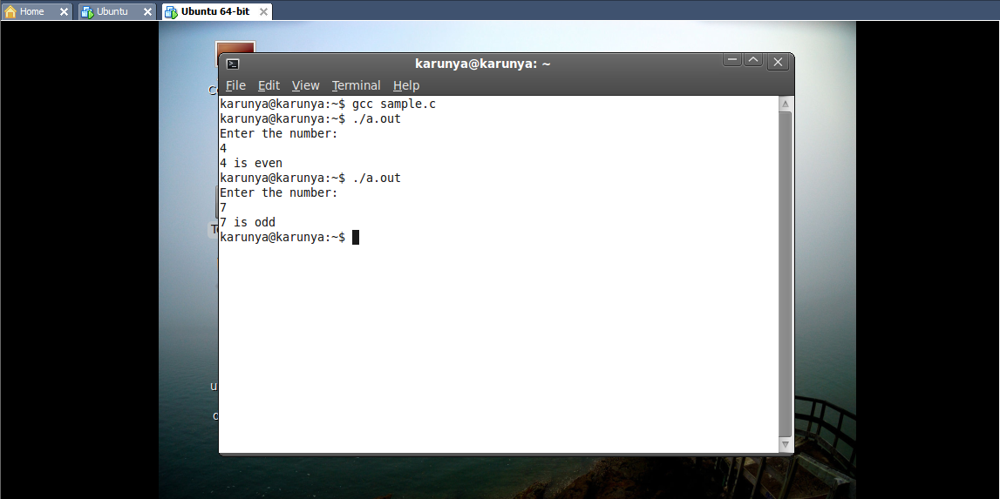 Home
Ubuntu
Ubuntu 64-bit
karunya@karunya: ~
File Edit View Terminal Help
karunya@karunya:~$ gcc sample.c
karunya@karunya:~$ ./a.out
Enter the number:
4
4 is even
karunya@karunya:~$ ./a.out
Enter the number:
7
7 is odd
karunya@karunya:~$